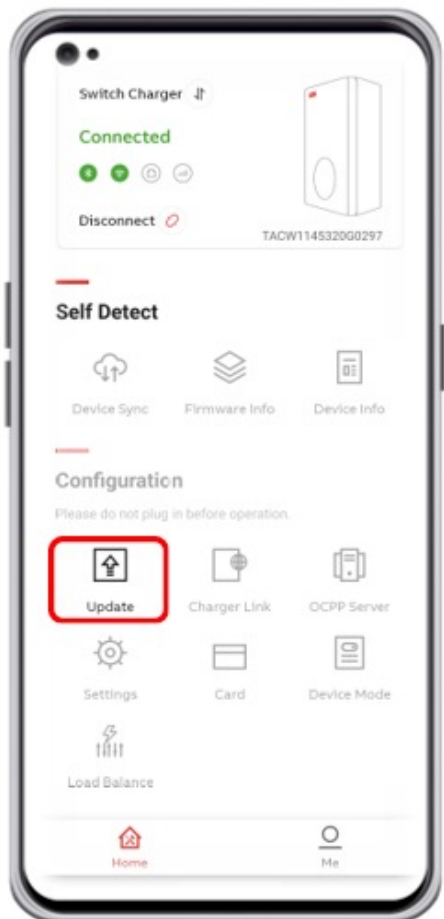 Switch Charger
Connected
Disconnect
TACW1145320G0297
Self Detect
Device Sync Firmware Info Device Info
Configuration
Please do not plug in before operation.
Update Charger Link OCPP Server
Settings Card Device Mode
Load Balance
Home Me